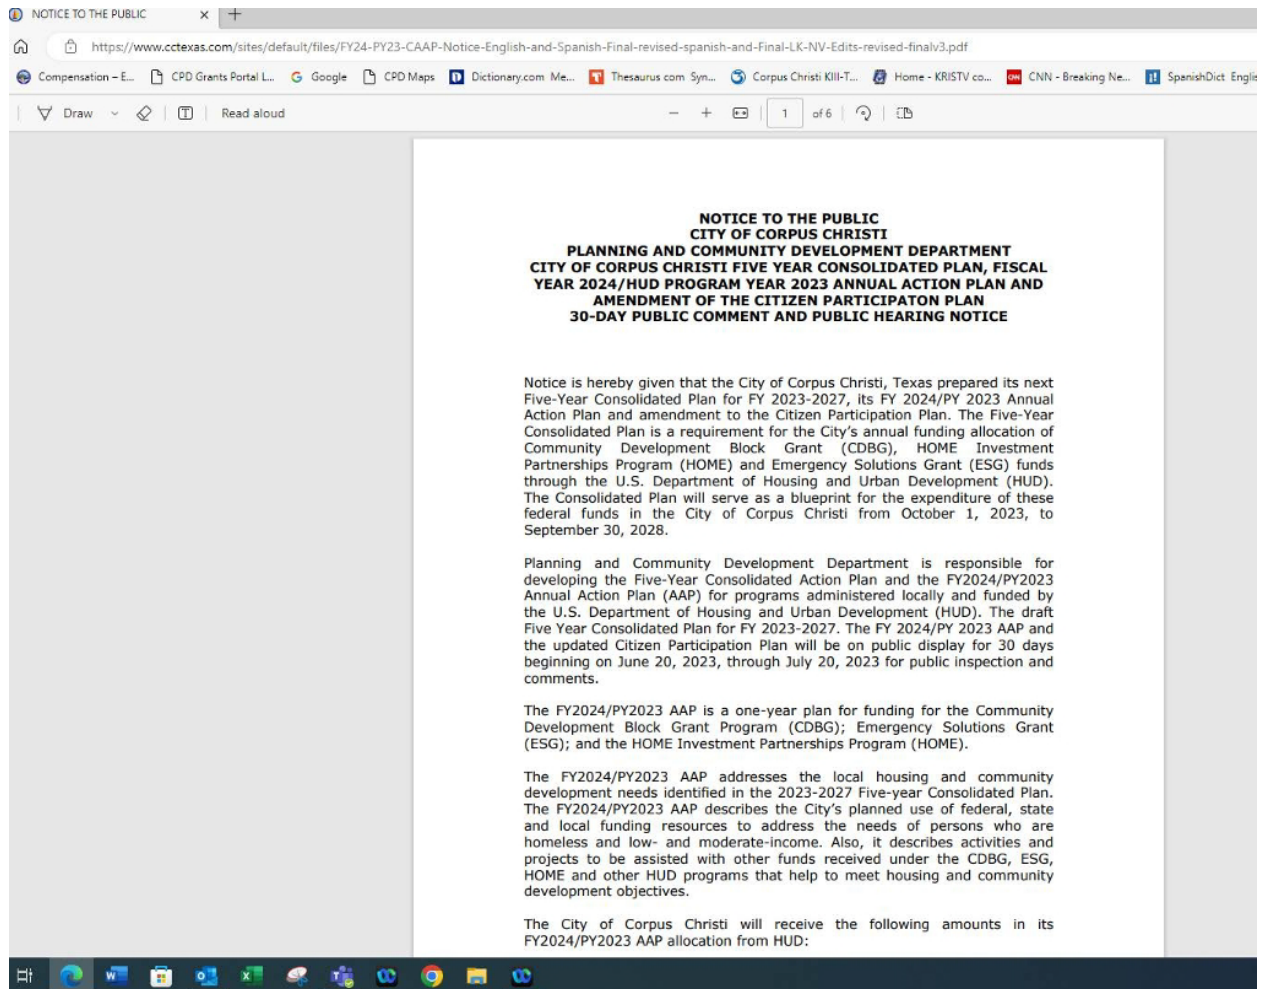 NOTICE TO THE PUBLIC
https://www.cctexas.com/sites/default/files/FY24-PY23-CAAP-Notice-English-and-Spanish-Final-revised-spanish-and-Final-LK-NV-Edits-revised-finalv3.pdf
Compensation – E... CPD Grants Portal L... Google CPD Maps Dictionary.com Me... Thesaurus com Syn... Corpus Christi KIII-T... Home - KRISTV co... CNN - Breaking Ne... SpanishDict Englis
Draw Read aloud 1 of 6
NOTICE TO THE PUBLIC
CITY OF CORPUS CHRISTI
PLANNING AND COMMUNITY DEVELOPMENT DEPARTMENT
CITY OF CORPUS CHRISTI FIVE YEAR CONSOLIDATED PLAN, FISCAL
YEAR 2024/HUD PROGRAM YEAR 2023 ANNUAL ACTION PLAN AND
AMENDMENT OF THE CITIZEN PARTICIPATON PLAN
30-DAY PUBLIC COMMENT AND PUBLIC HEARING NOTICE
Notice is hereby given that the City of Corpus Christi, Texas prepared its next
Five-Year Consolidated Plan for FY 2023-2027, its FY 2024/PY 2023 Annual
Action Plan and amendment to the Citizen Participation Plan. The Five-Year
Consolidated Plan is a requirement for the City's annual funding allocation of
Community Development Block Grant (CDBG), HOME Investment
Partnerships Program (HOME) and Emergency Solutions Grant (ESG) funds
through the U.S. Department of Housing and Urban Development (HUD).
The Consolidated Plan will serve as a blueprint for the expenditure of these
federal funds in the City of Corpus Christi from October 1, 2023, to
September 30, 2028.
Planning and Community Development Department is responsible for
developing the Five-Year Consolidated Action Plan and the FY2024/PY2023
Annual Action Plan (AAP) for programs administered locally and funded by
the U.S. Department of Housing and Urban Development (HUD). The draft
Five Year Consolidated Plan for FY 2023-2027. The FY 2024/PY 2023 AAP and
the updated Citizen Participation Plan will be on public display for 30 days
beginning on June 20, 2023, through July 20, 2023 for public inspection and
comments.
The FY2024/PY2023 AAP is a one-year plan for funding for the Community
Development Block Grant Program (CDBG); Emergency Solutions Grant
(ESG); and the HOME Investment Partnerships Program (HOME).
The FY2024/PY2023 AAP addresses the local housing and community
development needs identified in the 2023-2027 Five-year Consolidated Plan.
The FY2024/PY2023 AAP describes the City's planned use of federal, state
and local funding resources to address the needs of persons who are
homeless and low- and moderate-income. Also, it describes activities and
projects to be assisted with other funds received under the CDBG, ESG,
HOME and other HUD programs that help to meet housing and community
development objectives.
The City of Corpus Christi will receive the following amounts in its
FY2024/PY2023 AAP allocation from HUD: